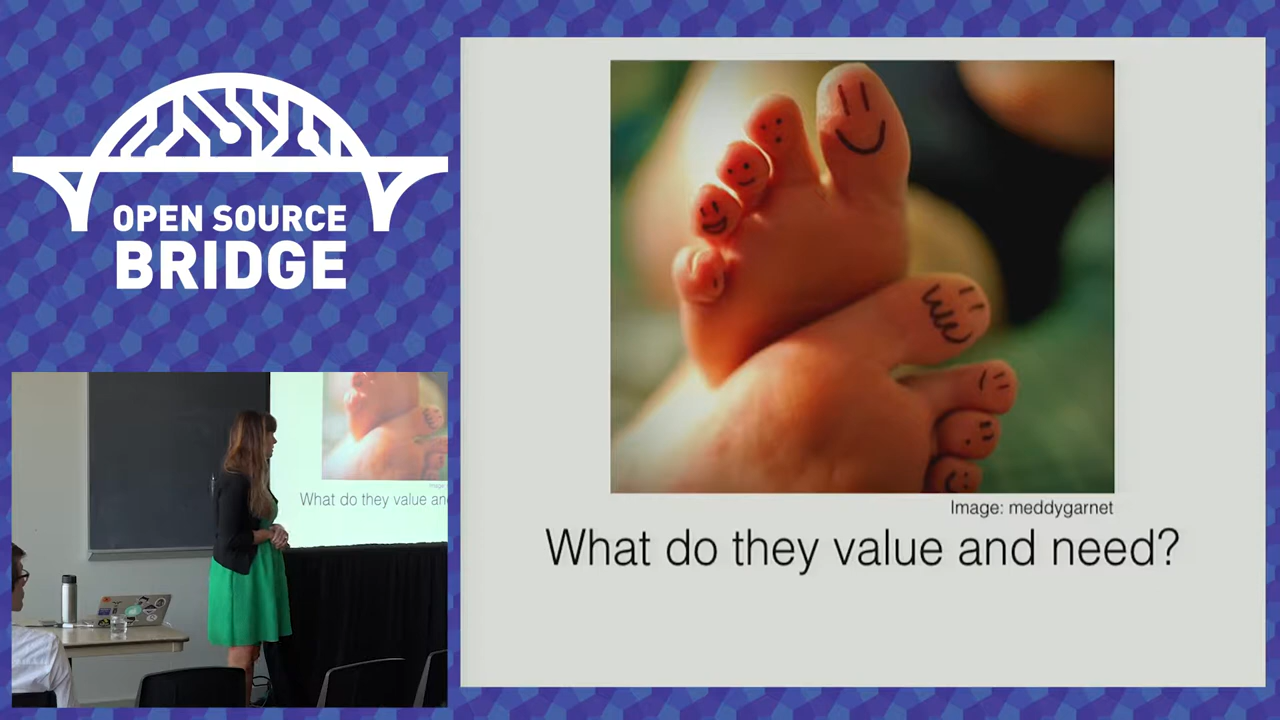 OPEN SOURCE
BRIDGE
Image: meddygarnet
What do they value and need?
What do they value an